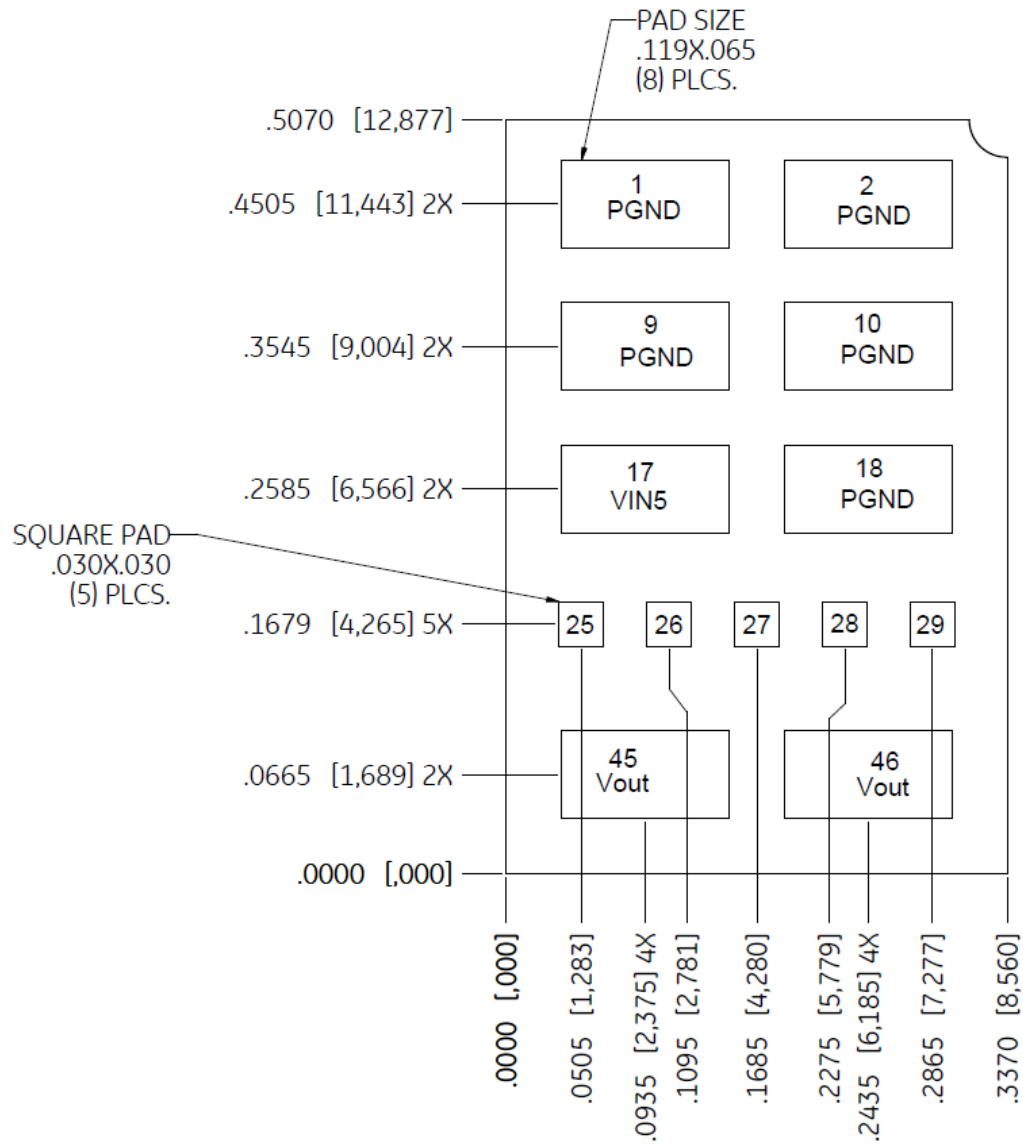 PAD SIZE
.119X.065
(8) PLCS.
.5070 [12,877]
.4505 [11,443] 2X
1
PGND
2
PGND
.3545 [9,004] 2X
9
PGND
10
PGND
.2585 [6,566] 2X
17
VIN5
18
PGND
SQUARE PAD
.030X.030
(5) PLCS.
.1679 [4,265] 5X
25
26
27
28
29
.0665 [1,689] 2X
45
Vout
46
Vout
.0000 [,000]
.0000 [,000]
.0505 [1,283]
.0935 [2,375] 4X
.1095 [2,781]
.1685 [4,280]
.2275 [5,779]
.2435 [6,185] 4X
.2865 [7,277]
.3370 [8,560]